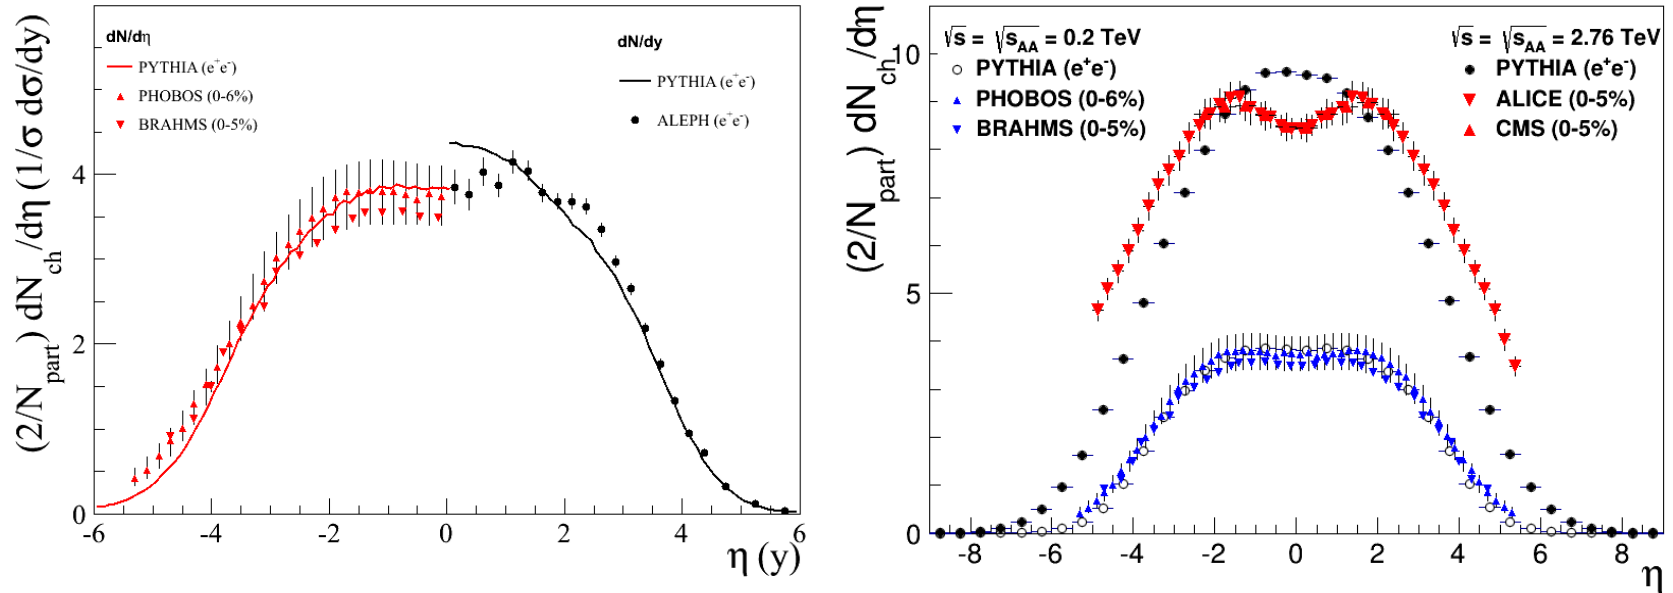 (2/N_part) dN_ch/dη (1/σ dσ/dy)
dN/dη
PYTHIA (e⁺e⁻)
PHOBOS (0-6%)
BRAHMS (0-5%)
dN/dy
PYTHIA (e⁺e⁻)
ALEPH (e⁺e⁻)
4
2
0
-6 -4 -2 0 2 4 6
η (y)
(2/N_part) dN_ch/dη
√s = √s_AA = 0.2 TeV
PYTHIA (e⁺e⁻)
PHOBOS (0-6%)
BRAHMS (0-5%)
√s = √s_AA = 2.76 TeV
PYTHIA (e⁺e⁻)
ALICE (0-5%)
CMS (0-5%)
10
5
0
-8 -6 -4 -2 0 2 4 6 8
η